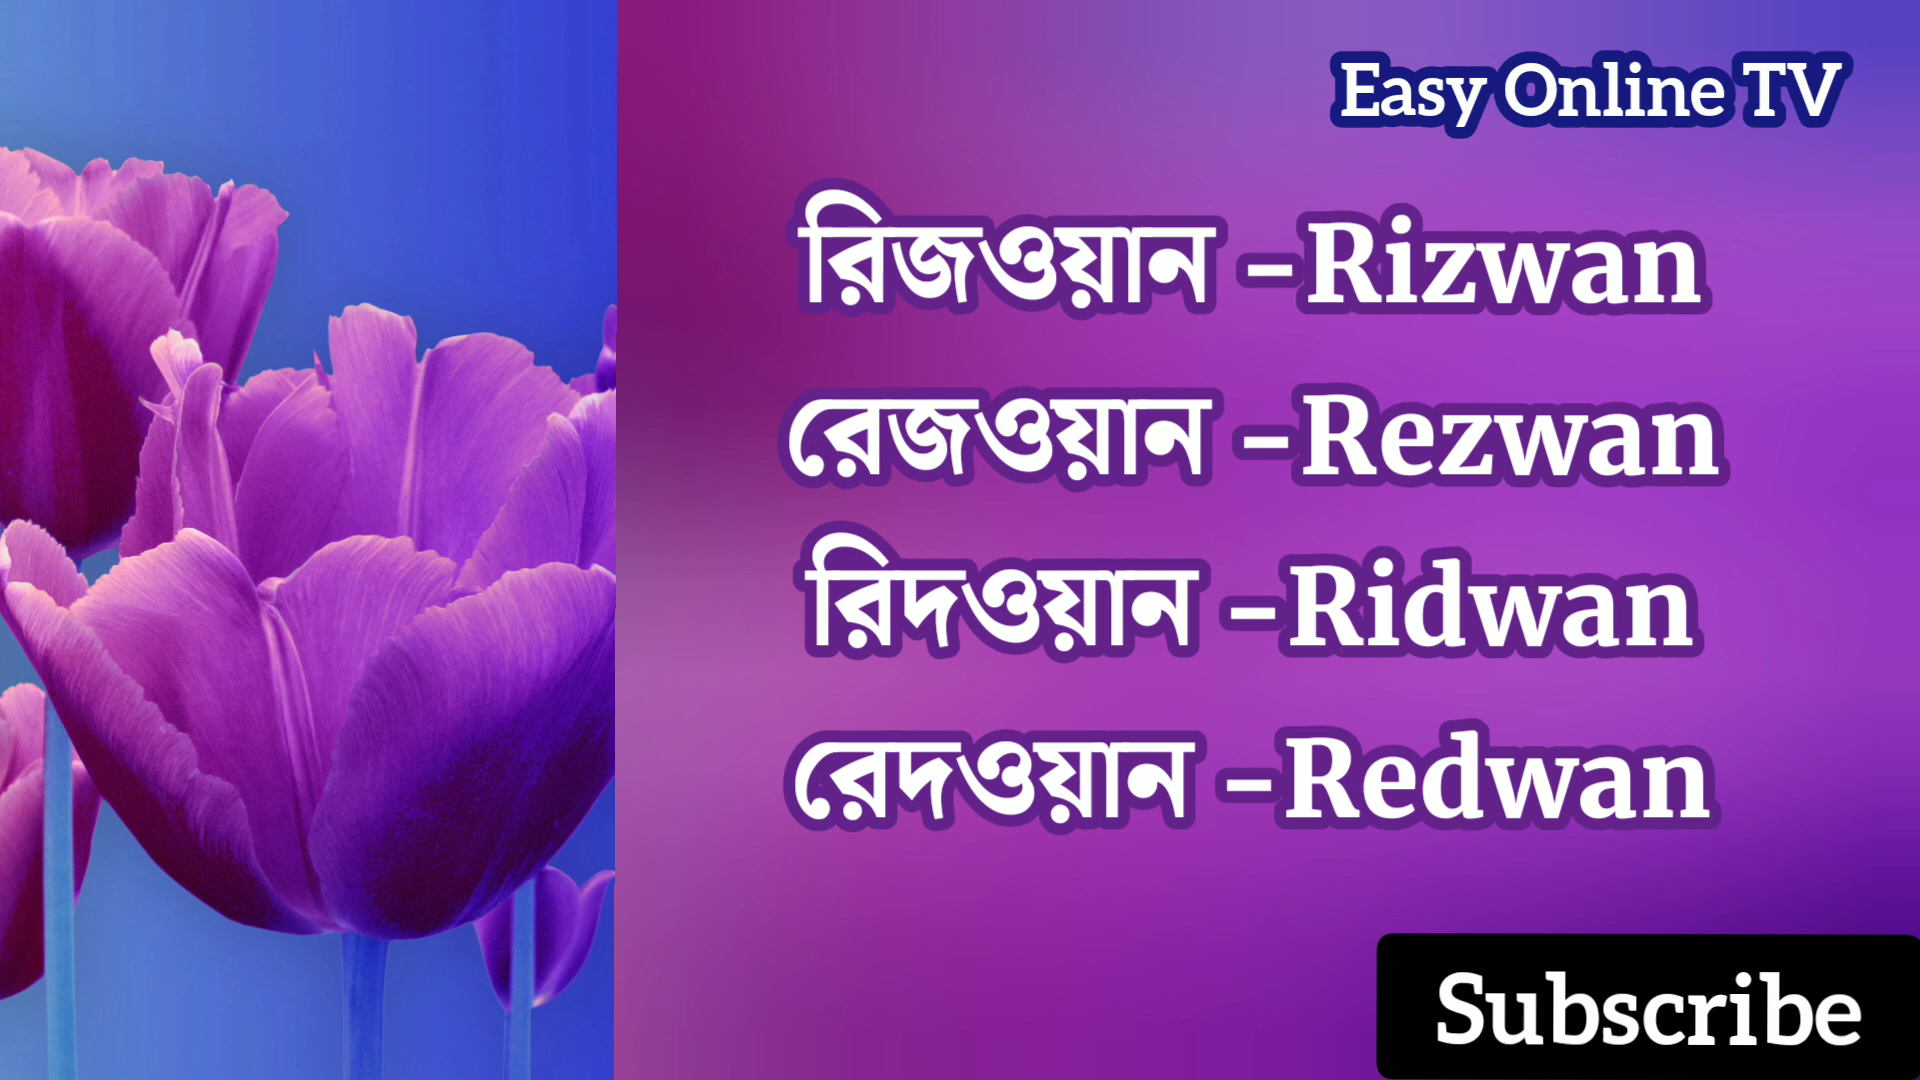 Easy Online TV
রিজওয়ান -Rizwan
রেজওয়ান -Rezwan
রিদওয়ান -Ridwan
রেদওয়ান -Redwan
Subscribe